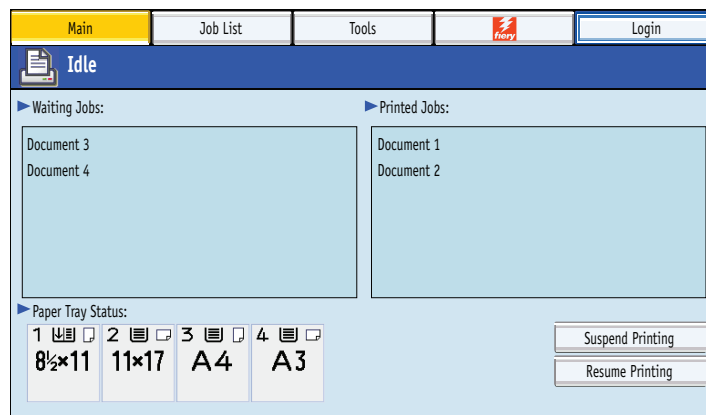 Main Job List Tools fiery Login
Idle
Waiting Jobs: Printed Jobs:
Document 3 Document 1
Document 4 Document 2
Paper Tray Status:
1 2 3 4
8½×11 11×17 A4 A3
Suspend Printing
Resume Printing